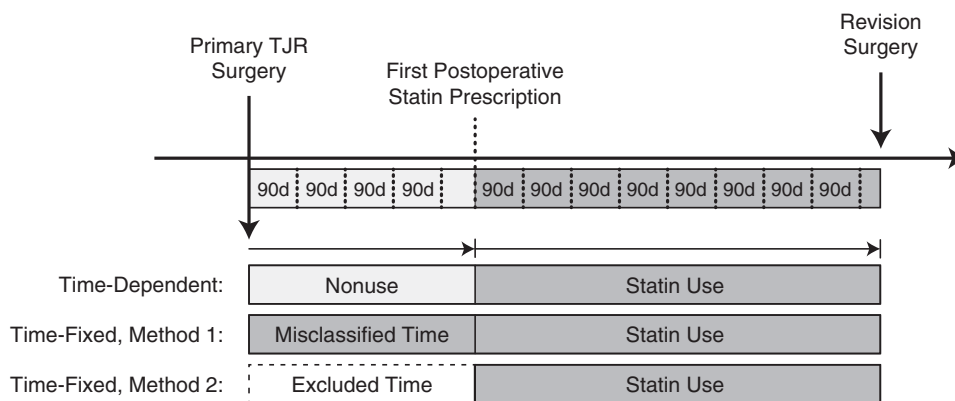 Primary TJR
Surgery
First Postoperative
Statin Prescription
Revision
Surgery
90d 90d 90d 90d 90d 90d 90d 90d 90d 90d 90d 90d
Time-Dependent: Nonuse Statin Use
Time-Fixed, Method 1: Misclassified Time Statin Use
Time-Fixed, Method 2: Excluded Time Statin Use